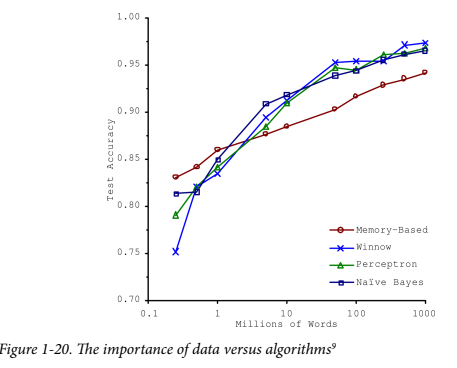 1.00
0.95
0.90
0.85
0.80
0.75
0.70
Test Accuracy
Memory-Based
Winnow
Perceptron
Naïve Bayes
0.1 1 10 100 1000
Millions of Words
Figure 1-20. The importance of data versus algorithms⁹